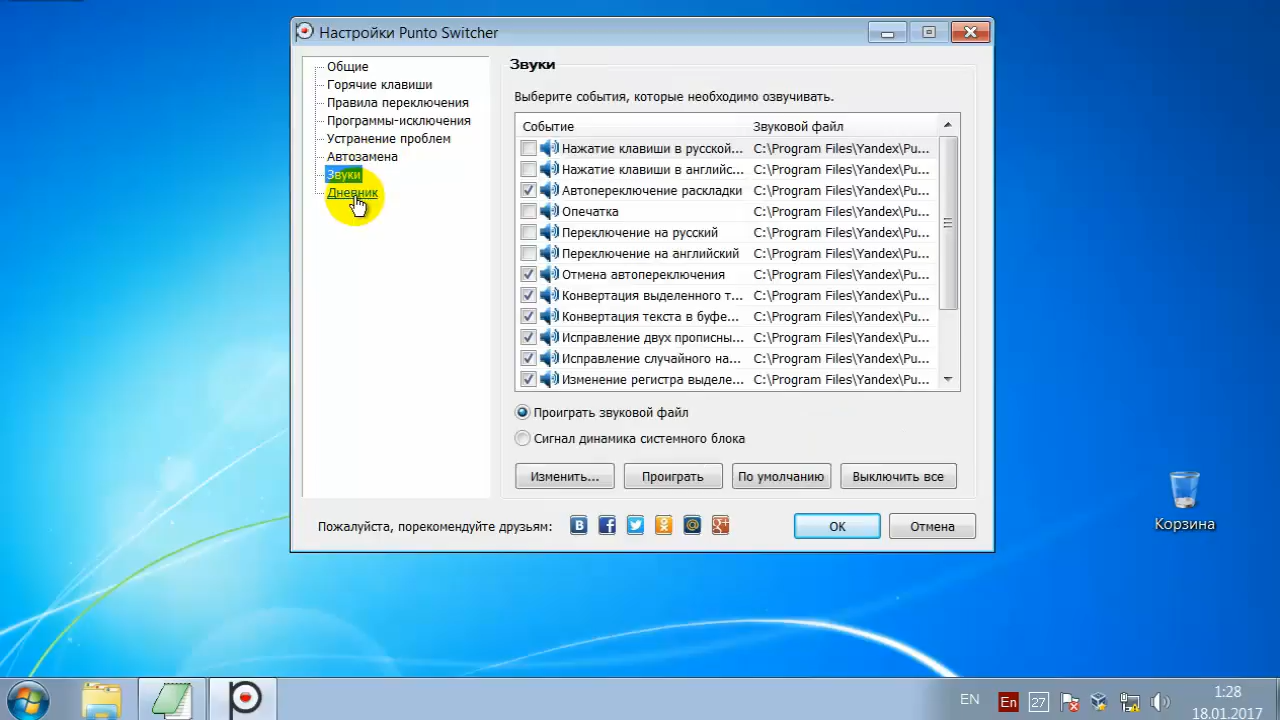 Настройки Punto Switcher
Общие
Горячие клавиши
Правила переключения
Программы-исключения
Устранение проблем
Автозамена
Звуки
Дневник
Звуки
Выберите события, которые необходимо озвучивать.
Событие Звуковой файл
Нажатие клавиши в русской... C:\Program Files\Yandex\Pu...
Нажатие клавиши в английс... C:\Program Files\Yandex\Pu...
Автопереключение раскладки C:\Program Files\Yandex\Pu...
Опечатка C:\Program Files\Yandex\Pu...
Переключение на русский C:\Program Files\Yandex\Pu...
Переключение на английский C:\Program Files\Yandex\Pu...
Отмена автопереключения C:\Program Files\Yandex\Pu...
Конвертация выделенного т... C:\Program Files\Yandex\Pu...
Конвертация текста в буфе... C:\Program Files\Yandex\Pu...
Исправление двух прописны... C:\Program Files\Yandex\Pu...
Исправление случайного на... C:\Program Files\Yandex\Pu...
Изменение регистра выделе... C:\Program Files\Yandex\Pu...
Проиграть звуковой файл
Сигнал динамика системного блока
Изменить... Проиграть По умолчанию Выключить все
Пожалуйста, порекомендуйте друзьям: OK Отмена
Корзина
EN En 27 1:28
18.01.2017